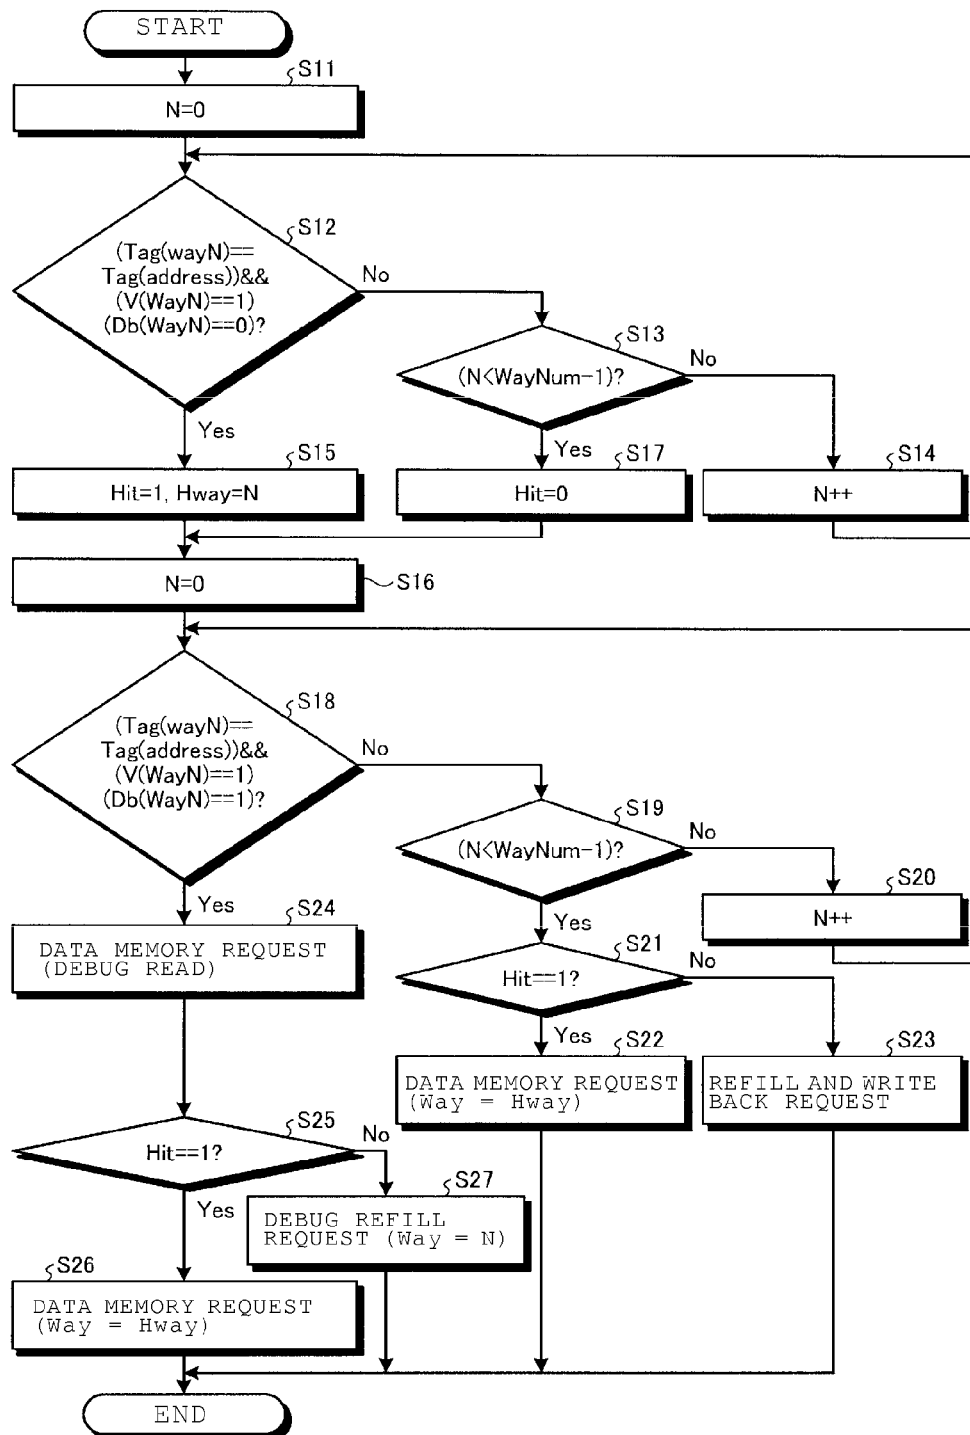 START
S11
N=0
S12
(Tag(wayN)==
Tag(address))&&
(V(WayN)==1)
(Db(WayN)==0)?
No
Yes
S13
(N<WayNum-1)?
No
Yes
S15
Hit=1, Hway=N
S17
Hit=0
S14
N++
N=0
S16
S18
(Tag(wayN)==
Tag(address))&&
(V(WayN)==1)
(Db(WayN)==1)?
No
Yes
S19
(N<WayNum-1)?
No
Yes
S20
N++
S24
DATA MEMORY REQUEST
(DEBUG READ)
S21
Hit==1?
No
Yes
S22
DATA MEMORY REQUEST
(Way = Hway)
S23
REFILL AND WRITE
BACK REQUEST
S25
Hit==1?
No
Yes
S27
DEBUG REFILL
REQUEST (Way = N)
S26
DATA MEMORY REQUEST
(Way = Hway)
END